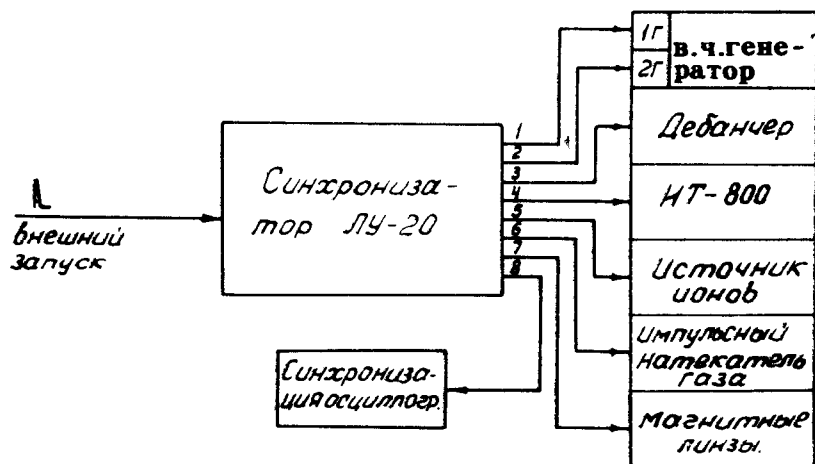 1Г
в.ч.гене-
2Г
ратор
1
2
3
4
5
6
7
8
Дебанчер
Синхронизa-
тор ЛУ-20
ИТ-800
внешний
запуск
Источник
ионов
Импульсный
натекатель
газа
Синхрониза-
ция осциллогр.
Магнитные
линзы.